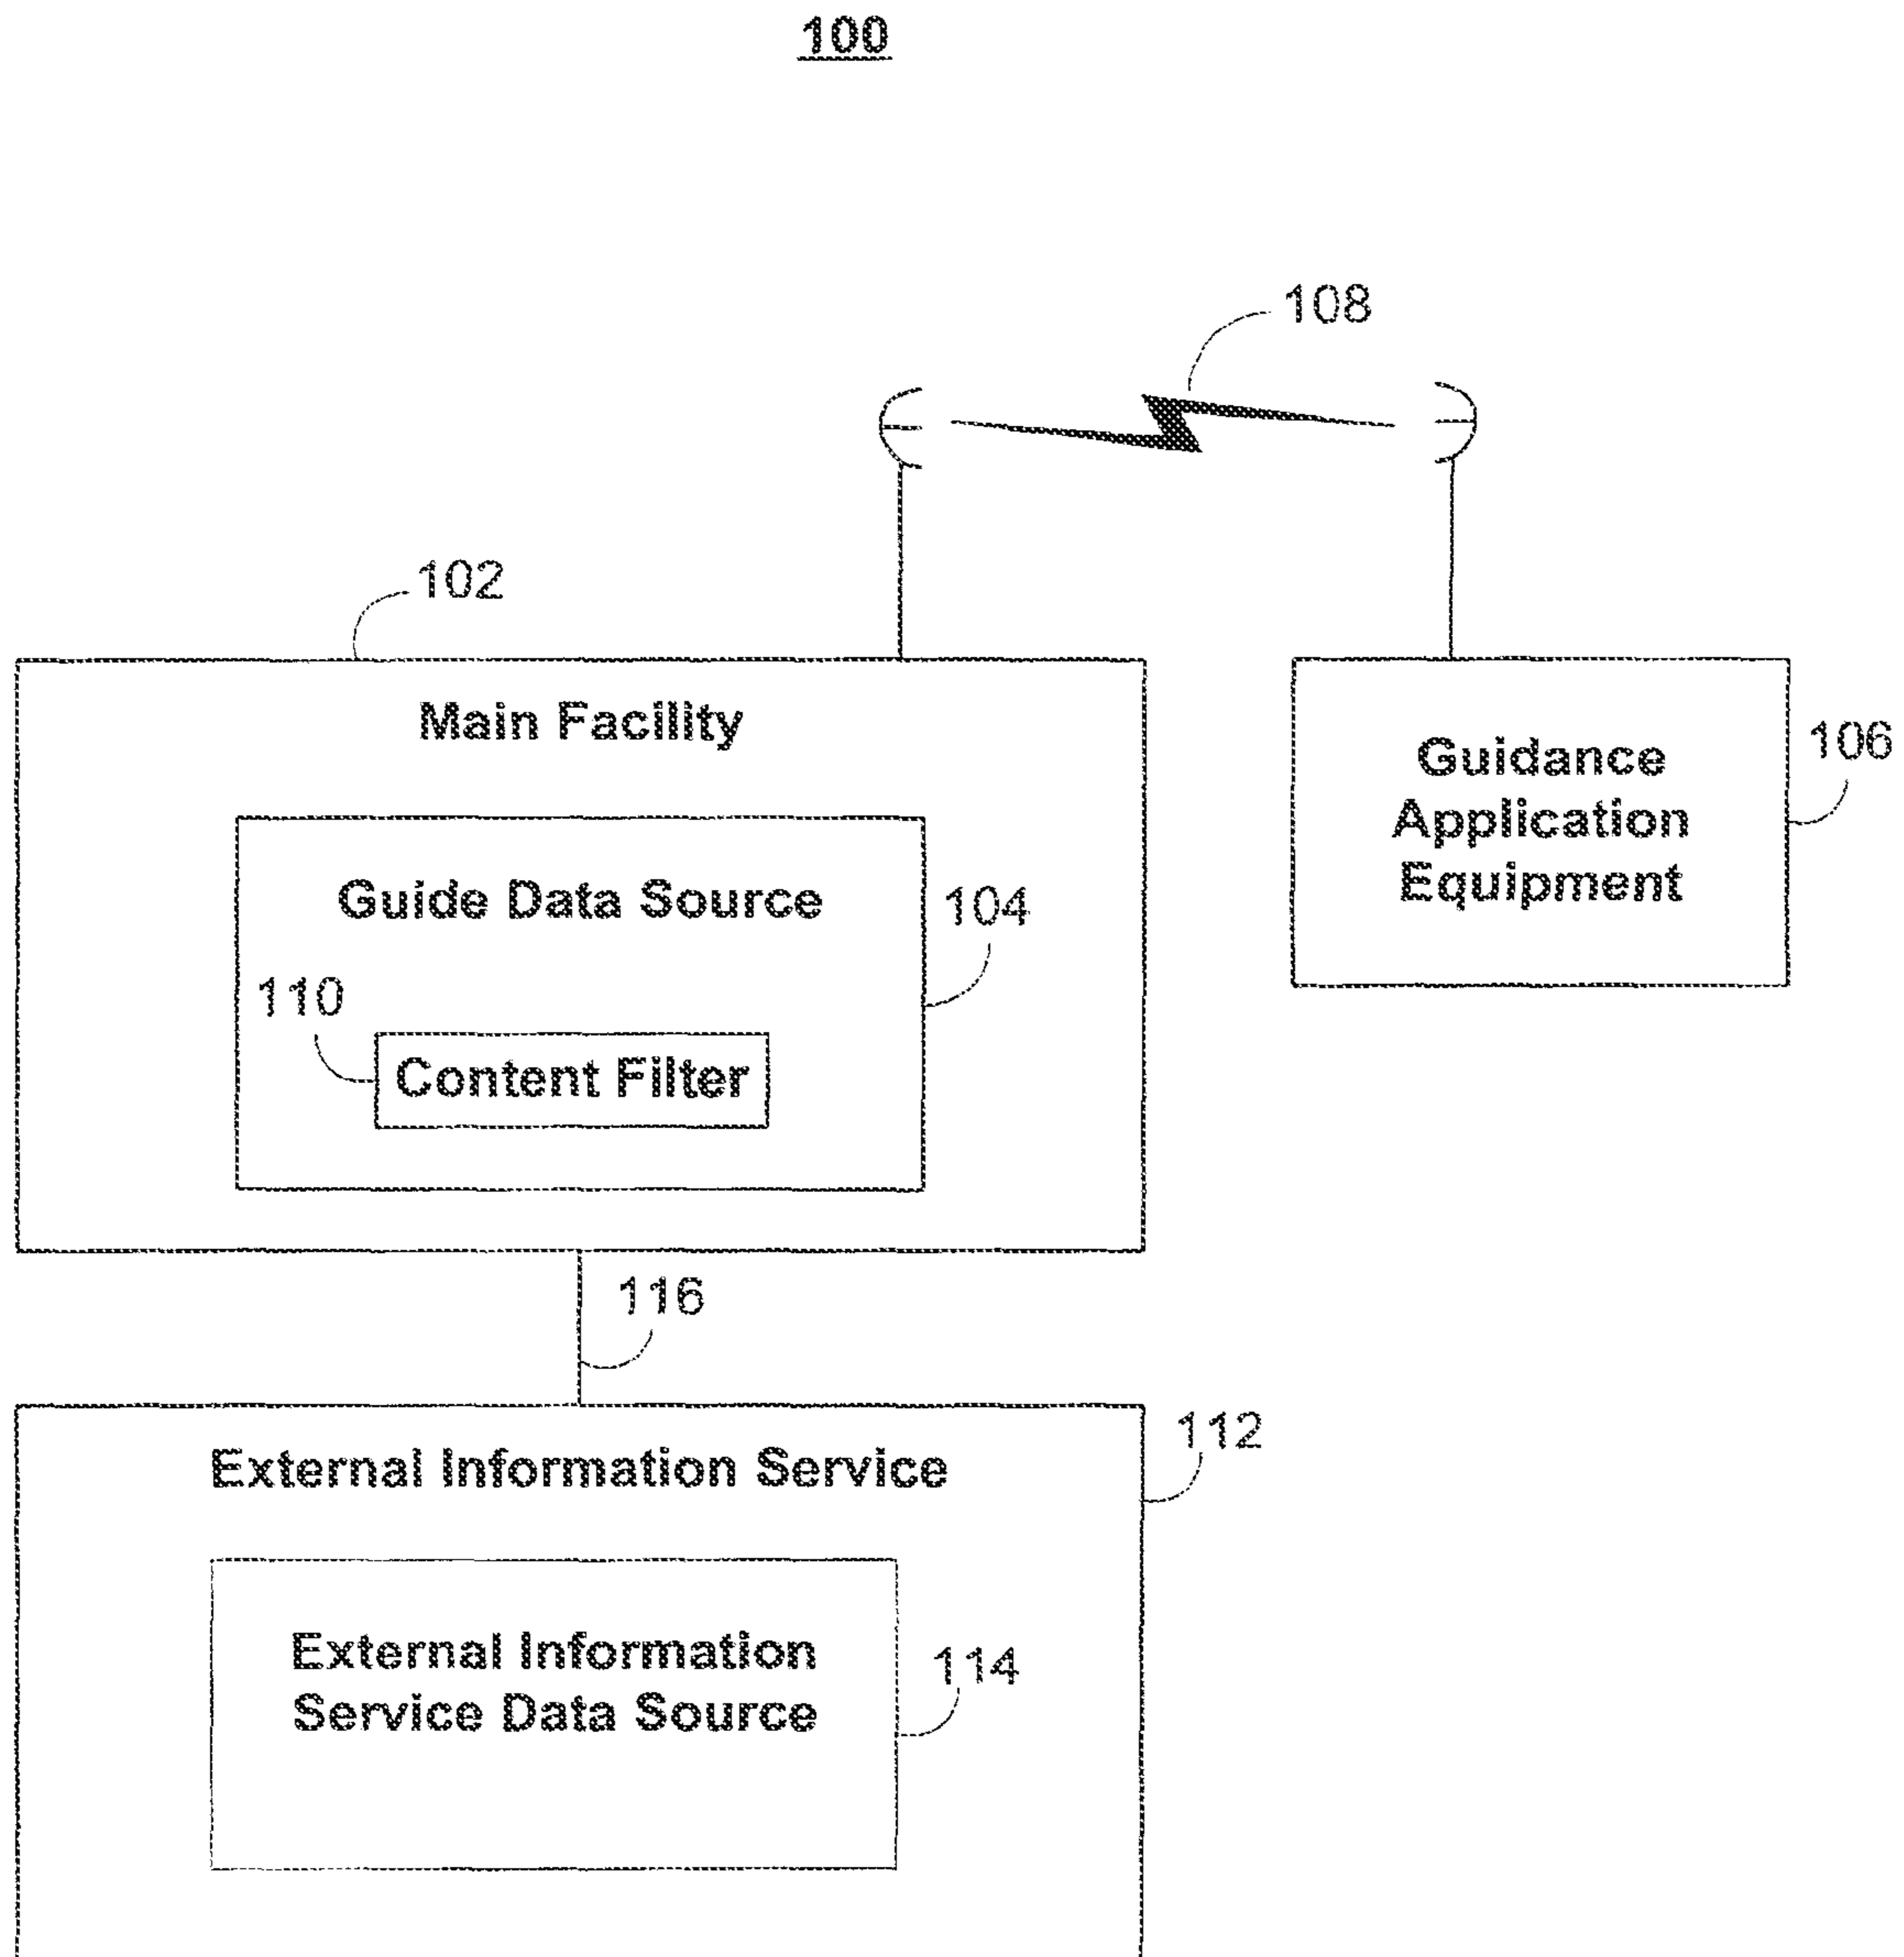 100
108
102
Main Facility
Guidance
Application
Equipment
106
Guide Data Source
104
110
Content Filter
116
External Information Service
112
External Information
Service Data Source
114